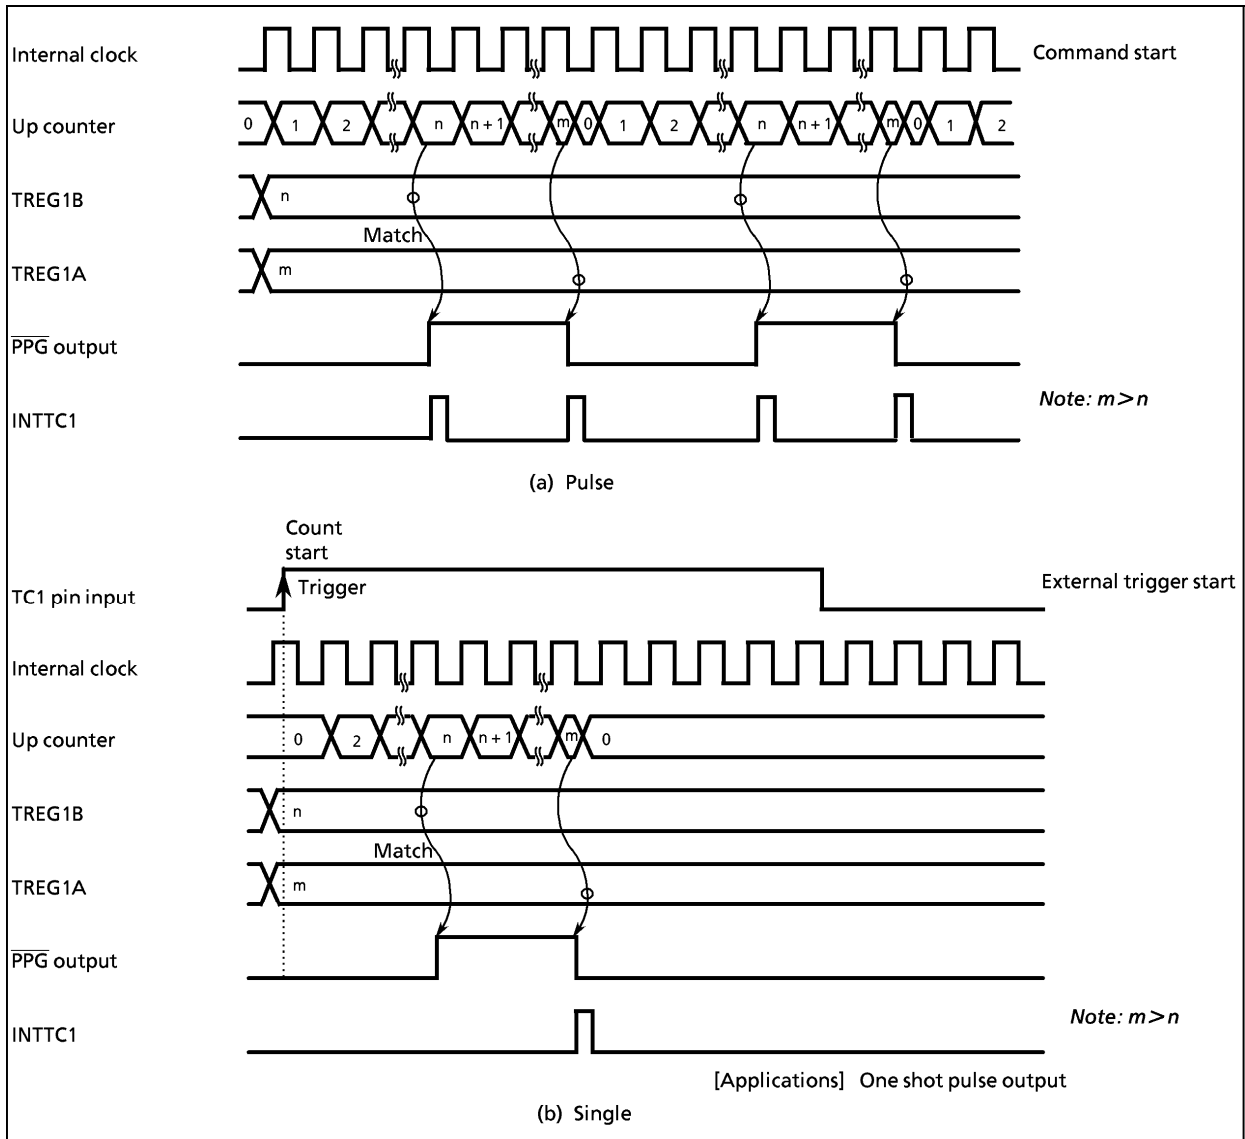 Internal clock
Command start
Up counter 0 1 2 n n + 1 m 0 1 2 n n + 1 m 0 1 2
TREG1B n
Match
TREG1A m
PPG output
INTTC1
Note: m>n
(a) Pulse
Count
start
TC1 pin input
Trigger
External trigger start
Internal clock
Up counter 0 2 n n + 1 m 0
TREG1B n
Match
TREG1A m
PPG output
INTTC1
Note: m>n
[Applications] One shot pulse output
(b) Single